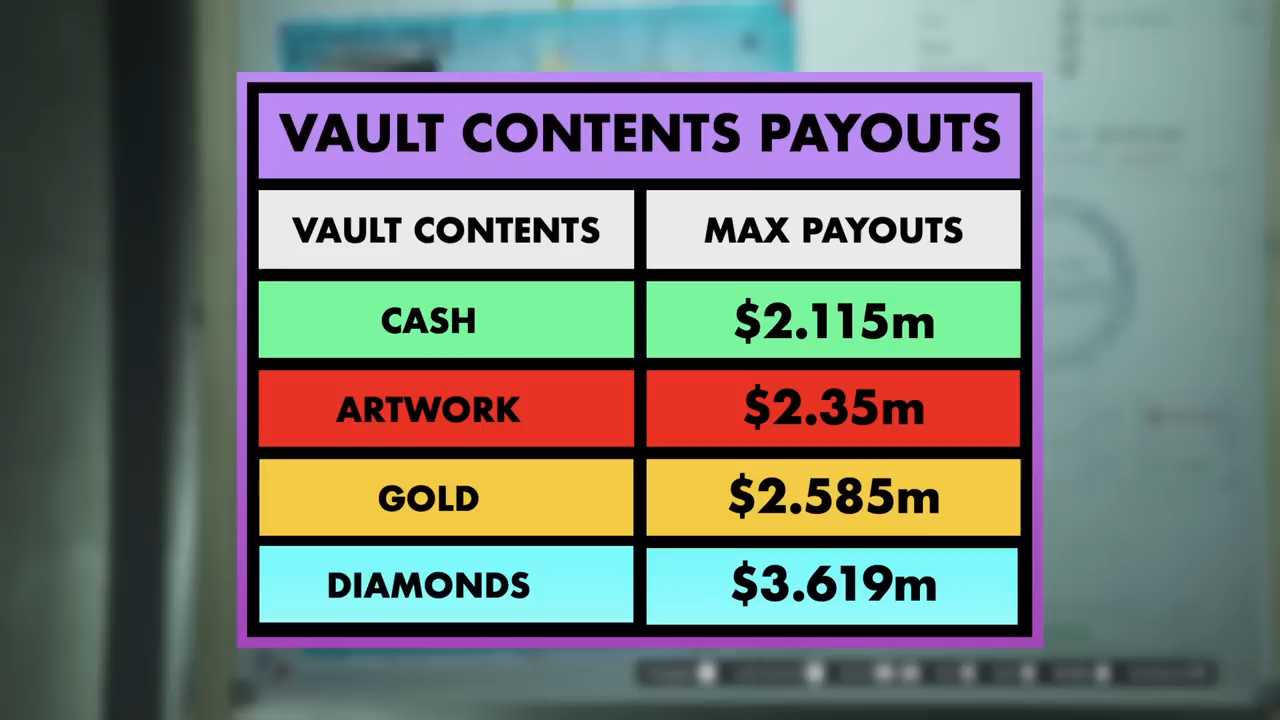 VAULT CONTENTS PAYOUTS
VAULT CONTENTS MAX PAYOUTS
CASH $2.115m
ARTWORK $2.35m
GOLD $2.585m
DIAMONDS $3.619m